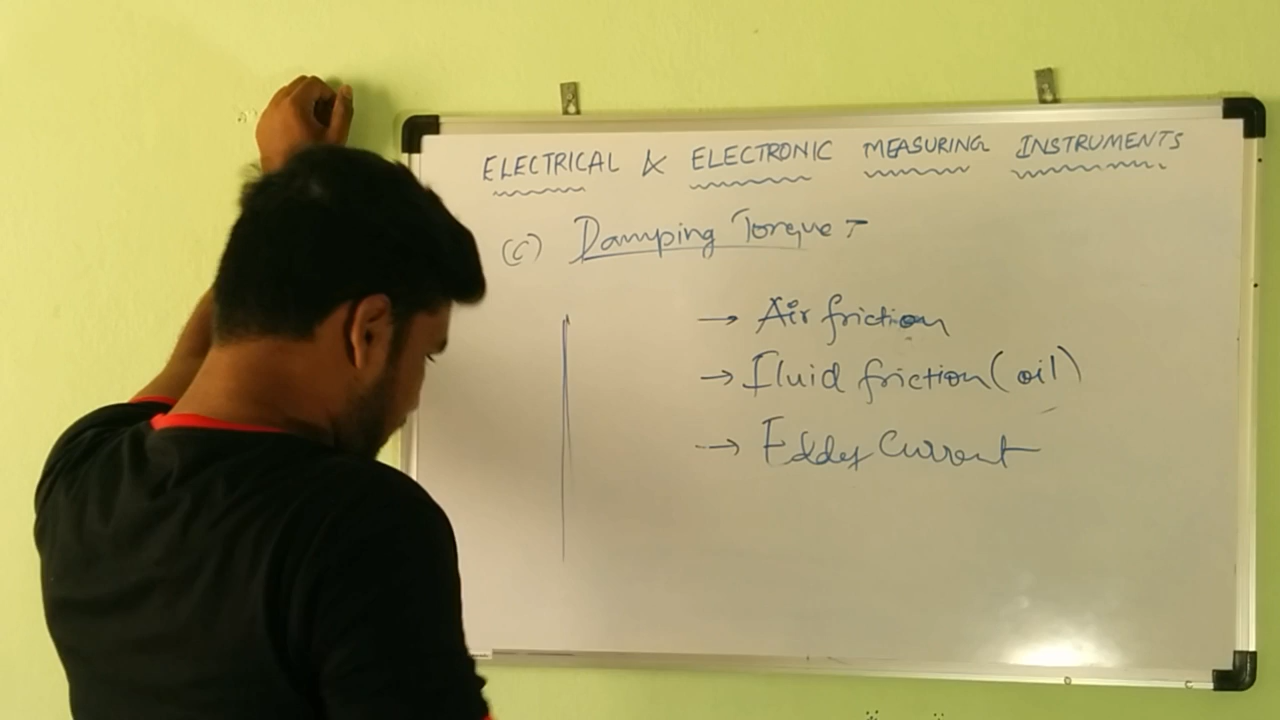 ELECTRICAL & ELECTRONIC MEASURING INSTRUMENTS
(c) Damping Torque :-
→ Air friction
→ Fluid friction (oil)
→ Eddy Current